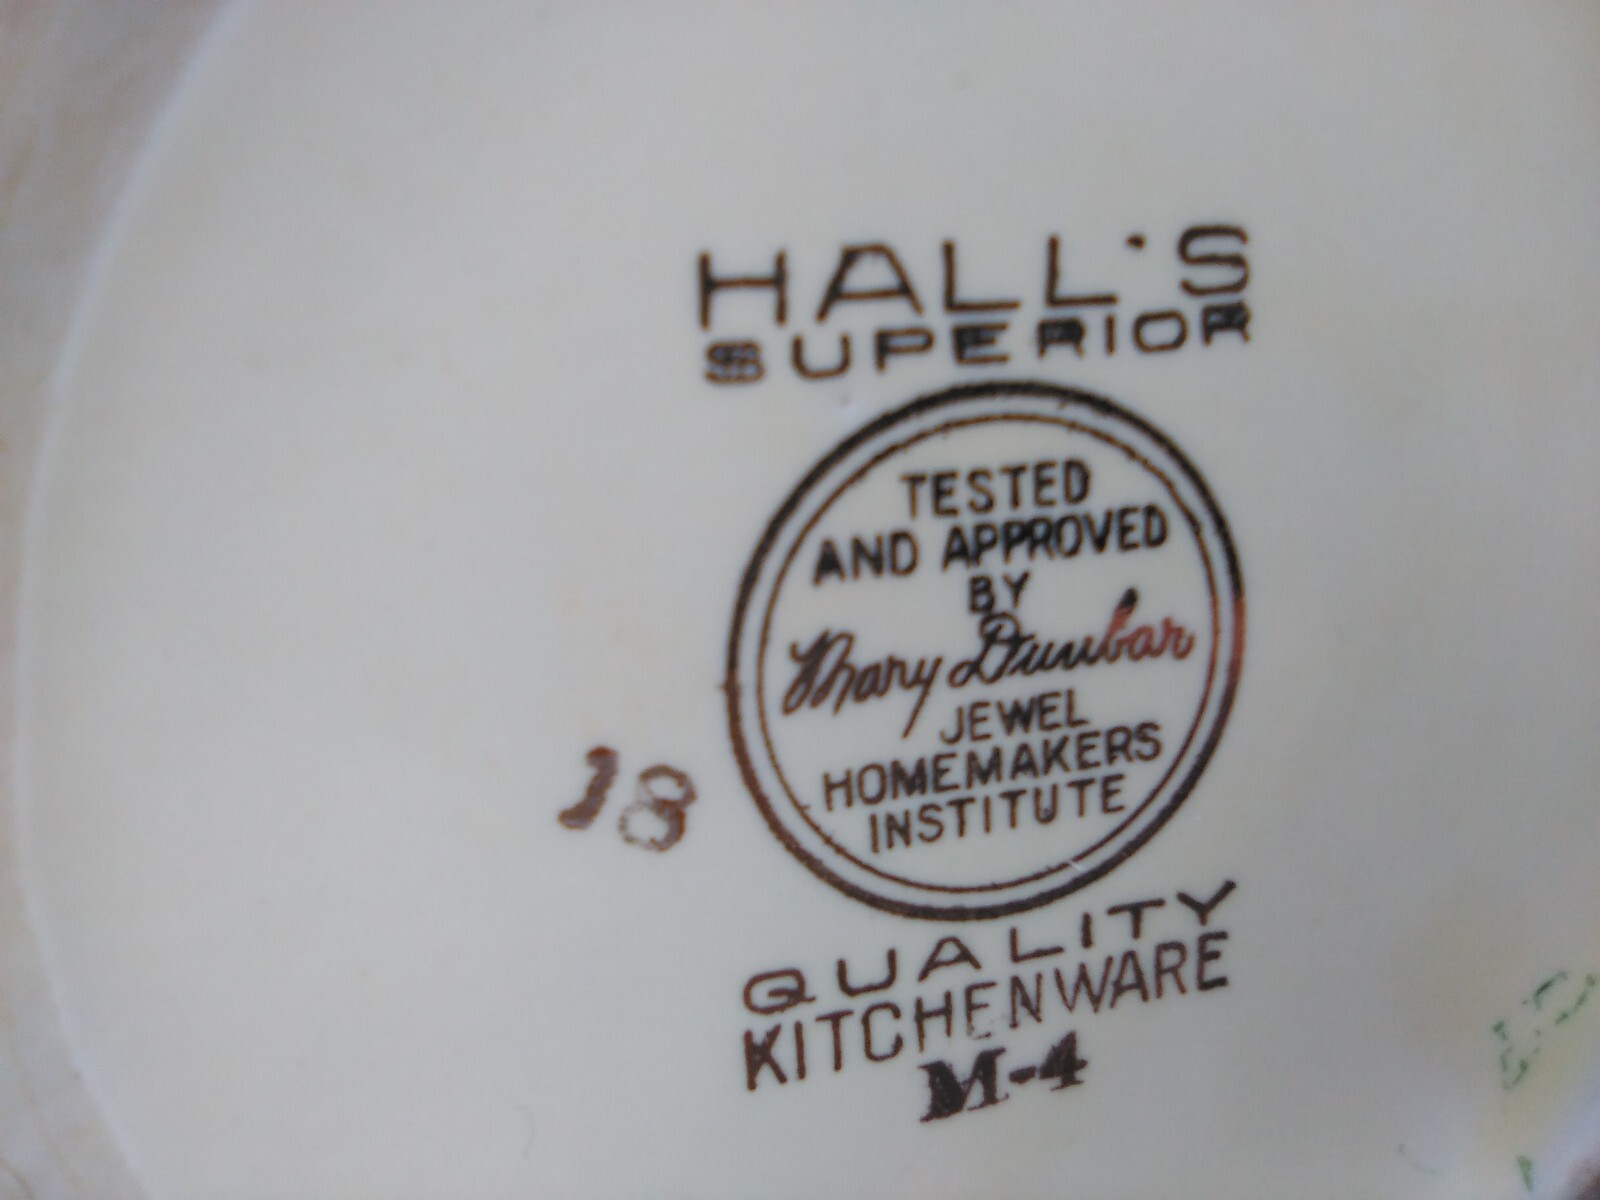 HALL'S
SUPERIOR
TESTED
AND APPROVED
BY
Mary Dunbar
JEWEL
HOMEMAKERS
INSTITUTE
18
QUALITY
KITCHENWARE
M-4